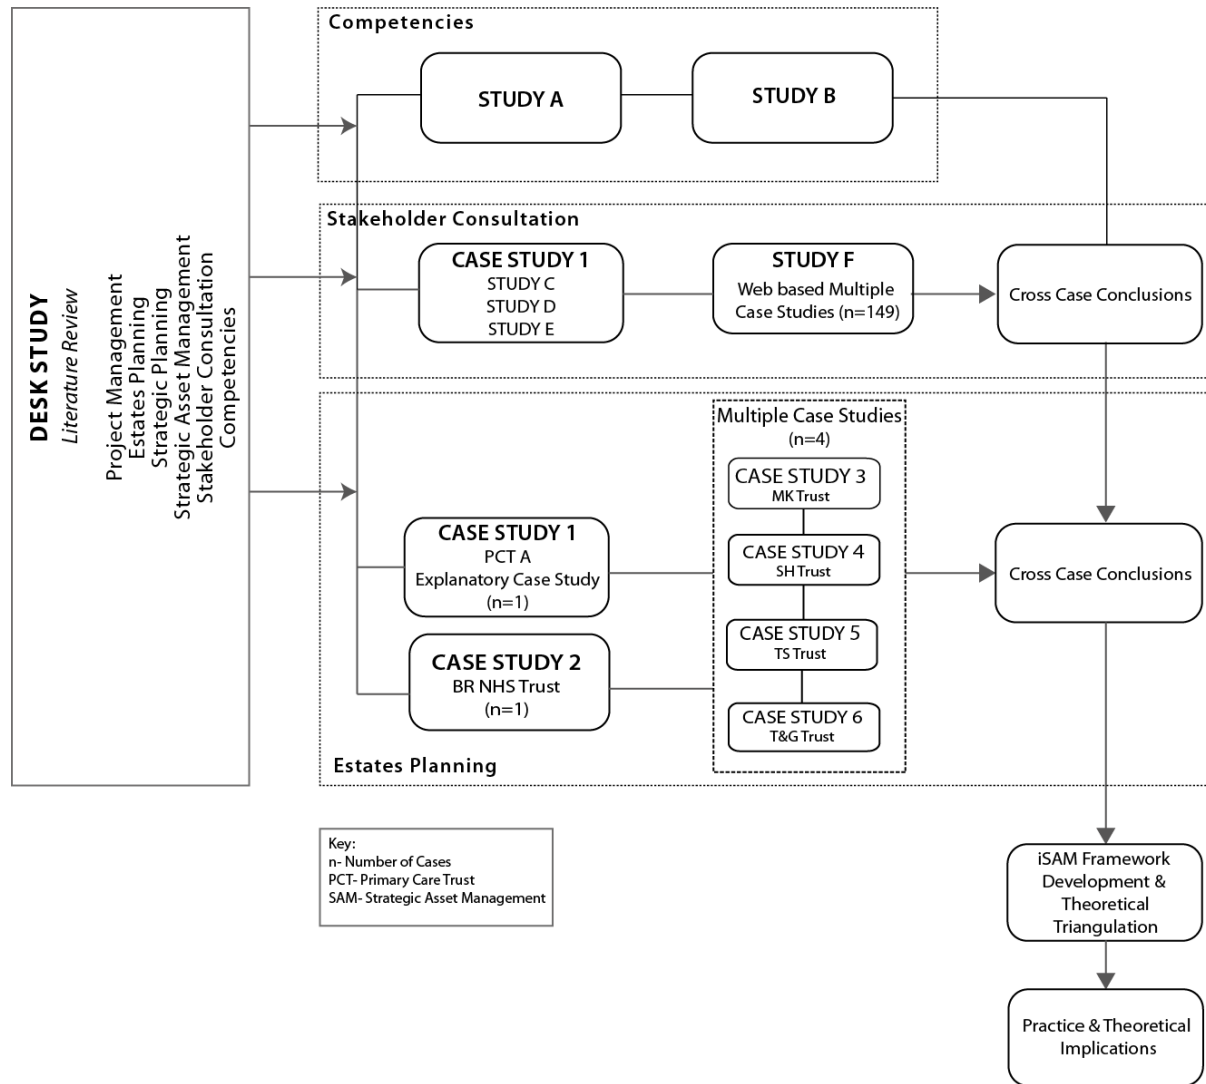 DESK STUDY
Literature Review
Project Management
Estates Planning
Strategic Planning
Strategic Asset Management
Stakeholder Consultation
Competencies
Competencies
STUDY A
STUDY B
Stakeholder Consultation
CASE STUDY 1
STUDY C
STUDY D
STUDY E
STUDY F
Web based Multiple
Case Studies (n=149)
Cross Case Conclusions
Multiple Case Studies
(n=4)
CASE STUDY 3
MK Trust
CASE STUDY 4
SH Trust
CASE STUDY 5
TS Trust
CASE STUDY 6
T&G Trust
CASE STUDY 1
PCT A
Explanatory Case Study
(n=1)
CASE STUDY 2
BR NHS Trust
(n=1)
Cross Case Conclusions
Estates Planning
Key:
n- Number of Cases
PCT- Primary Care Trust
SAM- Strategic Asset Management
iSAM Framework
Development &
Theoretical
Triangulation
Practice & Theoretical
Implications